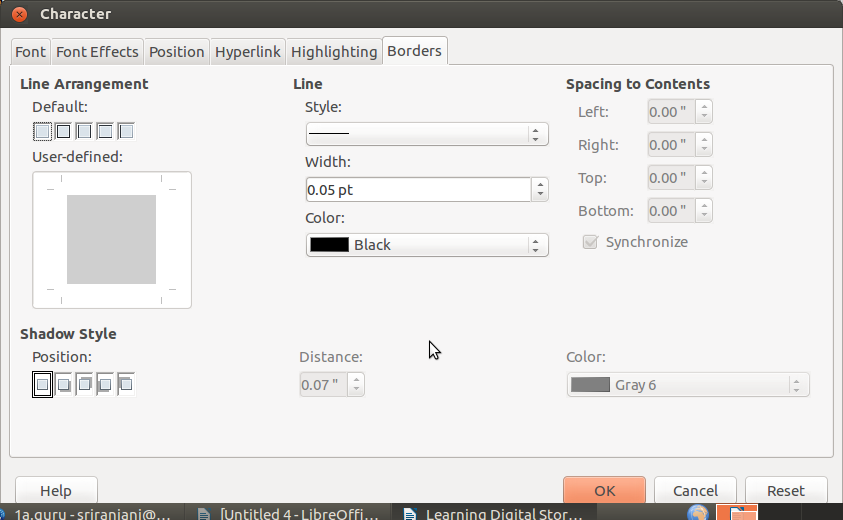 Character
Font Font Effects Position Hyperlink Highlighting Borders
Line Arrangement
Default:
User-defined:
Line
Style:
Width:
0.05 pt
Color:
Black
Spacing to Contents
Left: 0.00 "
Right: 0.00 "
Top: 0.00 "
Bottom: 0.00 "
Synchronize
Shadow Style
Position:
Distance:
0.07 "
Color:
Gray 6
Help OK Cancel Reset
1a.guru - sriranjani@... [Untitled 4 - LibreOffi... Learning Digital Stor...